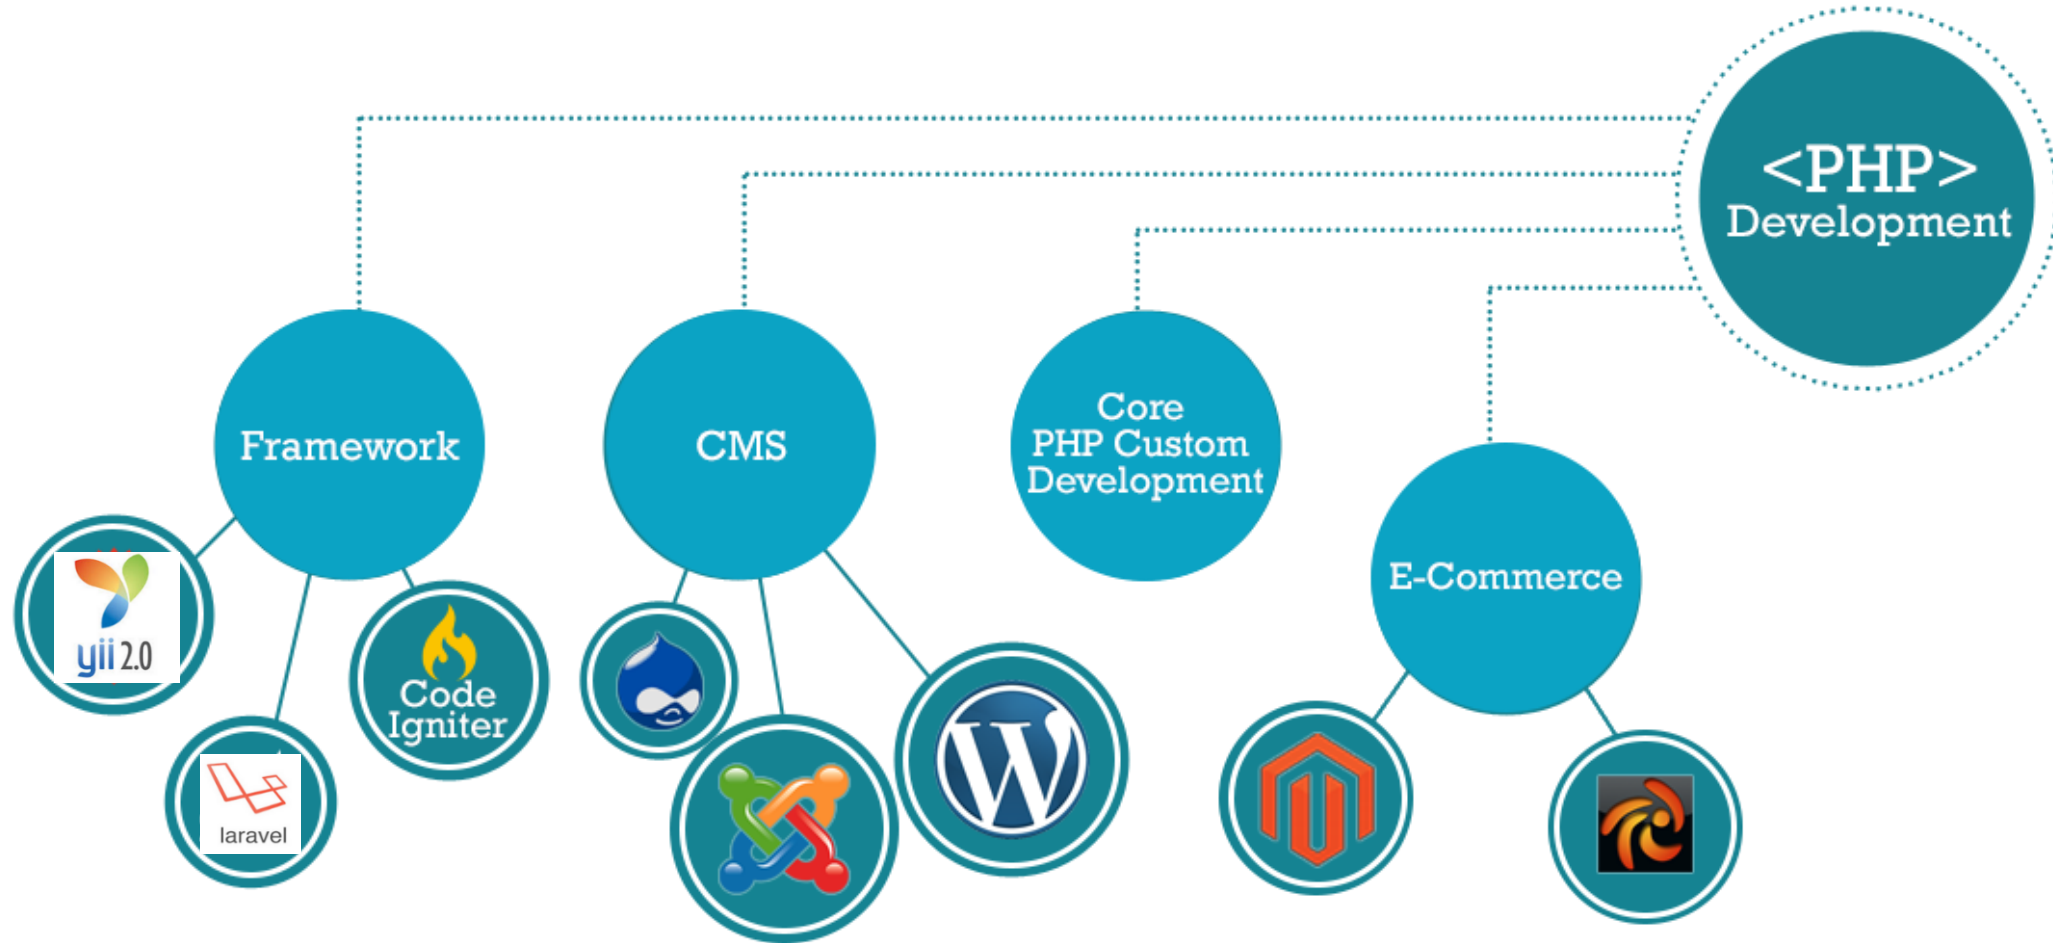 <PHP>
Development
Framework
CMS
Core
PHP Custom
Development
E-Commerce
yii 2.0
laravel
Code
Igniter